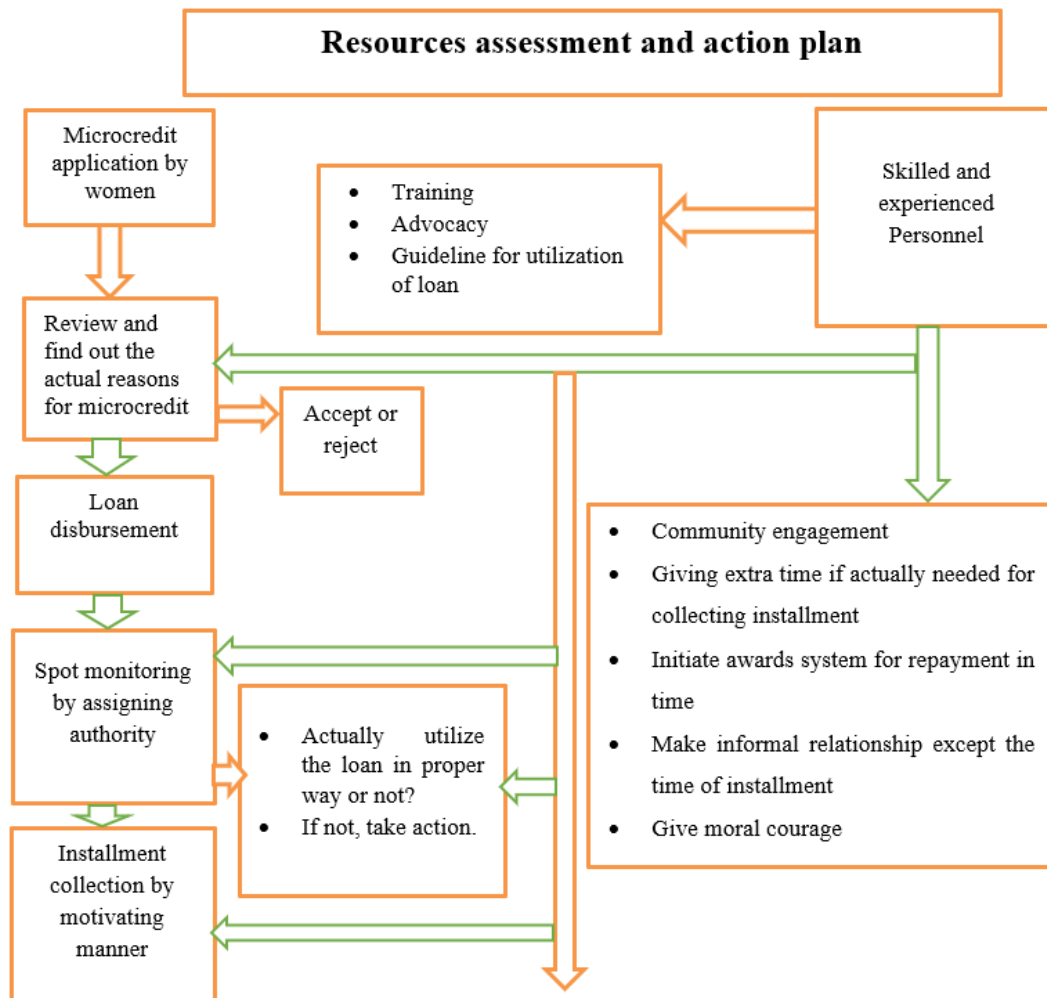 Resources assessment and action plan
Microcredit
application by
women
• Training
• Advocacy
• Guideline for utilization
of loan
Skilled and
experienced
Personnel
Review and
find out the
actual reasons
for microcredit
Accept or
reject
Loan
disbursement
• Community engagement
• Giving extra time if actually needed for
collecting installment
• Initiate awards system for repayment in
time
• Make informal relationship except the
time of installment
• Give moral courage
Spot monitoring
by assigning
authority
• Actually utilize
the loan in proper
way or not?
• If not, take action.
Installment
collection by
motivating
manner